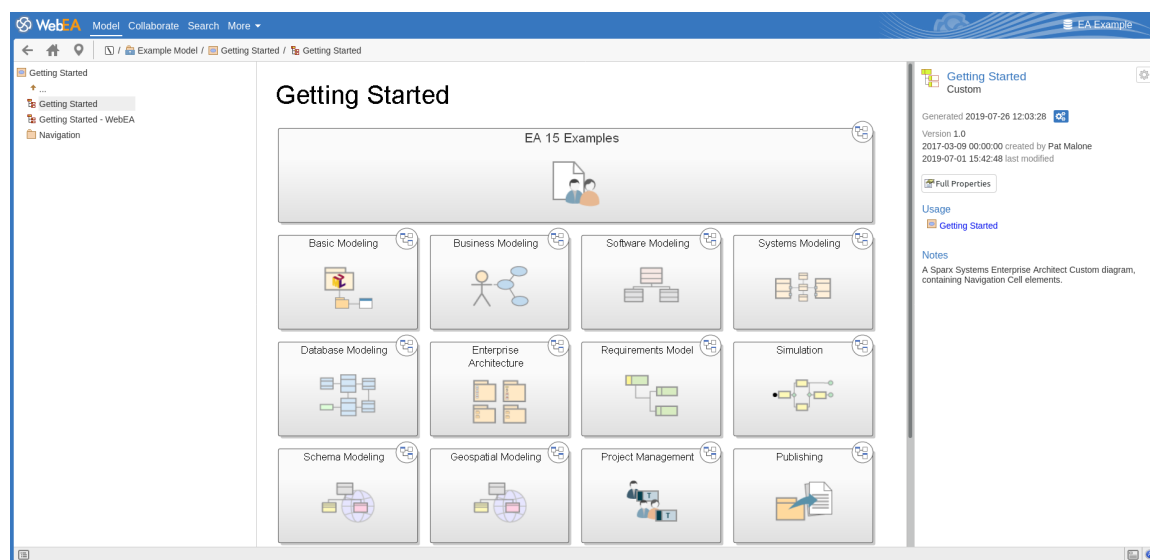 WebEA Model Collaborate Search More EA Example
/ Example Model / Getting Started / Getting Started
Getting Started
...
Getting Started
Getting Started - WebEA
Navigation
Getting Started
EA 15 Examples
Basic Modeling
Business Modeling
Software Modeling
Systems Modeling
Database Modeling
Enterprise
Architecture
Requirements Model
Simulation
Schema Modeling
Geospatial Modeling
Project Management
T
T
Publishing
Getting Started
Custom
Generated 2019-07-26 12:03:28
Version 1.0
2017-03-09 00:00:00 created by Pat Malone
2019-07-01 15:42:48 last modified
Full Properties
Usage
Getting Started
Notes
A Sparx Systems Enterprise Architect Custom diagram,
containing Navigation Cell elements.